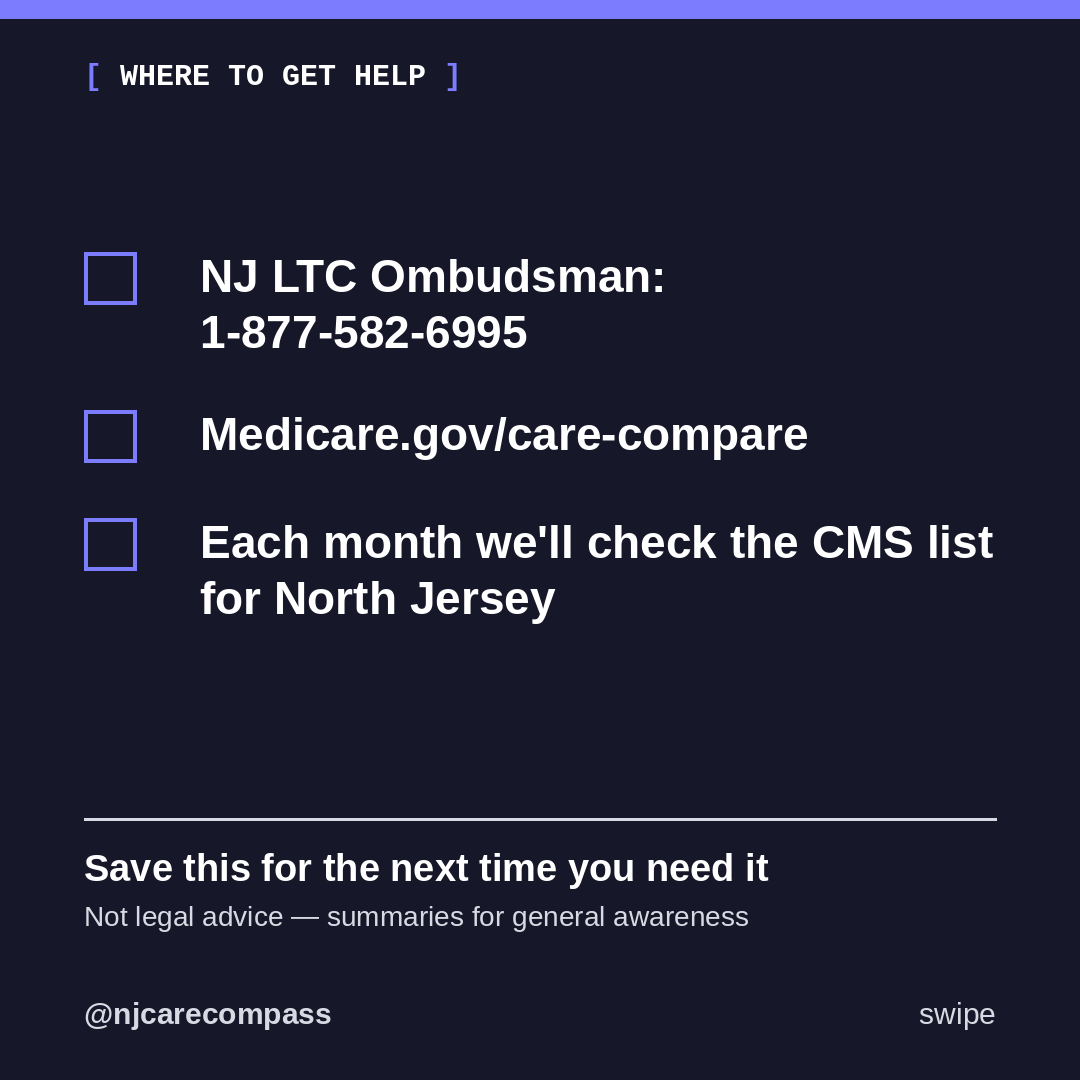 [ WHERE TO GET HELP ]
NJ LTC Ombudsman:
1-877-582-6995
Medicare.gov/care-compare
Each month we'll check the CMS list
for North Jersey
Save this for the next time you need it
Not legal advice — summaries for general awareness
@njcarecompass
swipe